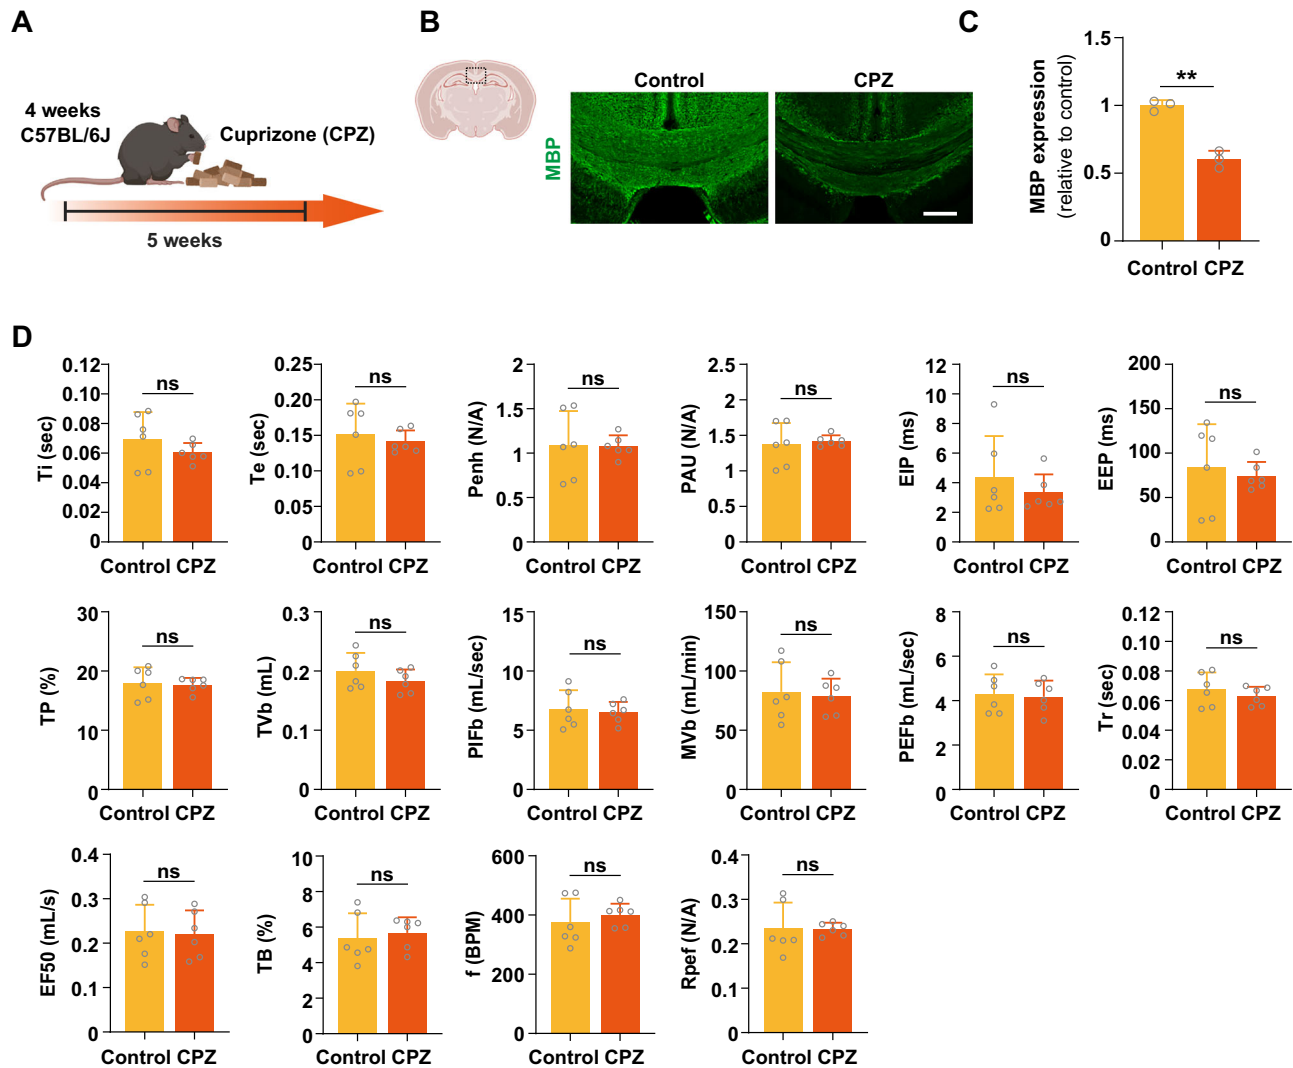 A
4 weeks
C57BL/6J
Cuprizone (CPZ)
5 weeks
B
Control
CPZ
MBP
C
MBP expression
(relative to control)
1.5
1
0.5
0
**
Control CPZ
D
Ti (sec)
0.12
0.10
0.08
0.06
0.04
0.02
0
ns
Control CPZ
Te (sec)
0.25
0.20
0.15
0.10
0.05
0
ns
Control CPZ
Penh (N/A)
2
1.5
1
0.5
0
ns
Control CPZ
PAU (N/A)
2
1.5
1
0.5
0
ns
Control CPZ
EIP (ms)
12
10
8
6
4
2
0
ns
Control CPZ
EEP (ms)
200
150
100
50
0
ns
Control CPZ
TP (%)
30
20
10
0
ns
Control CPZ
TVb (mL)
0.3
0.2
0.1
0
ns
Control CPZ
PIFb (mL/sec)
15
10
5
0
ns
Control CPZ
MVb (mL/min)
150
100
50
0
ns
Control CPZ
PEFb (mL/sec)
8
6
4
2
0
ns
Control CPZ
Tr (sec)
0.12
0.10
0.08
0.06
0.04
0.02
0
ns
Control CPZ
EF50 (mL/s)
0.4
0.3
0.2
0.1
0
ns
Control CPZ
TB (%)
10
8
6
4
2
0
ns
Control CPZ
f (BPM)
600
400
200
0
ns
Control CPZ
Rpef (N/A)
0.4
0.3
0.2
0.1
0
ns
Control CPZ